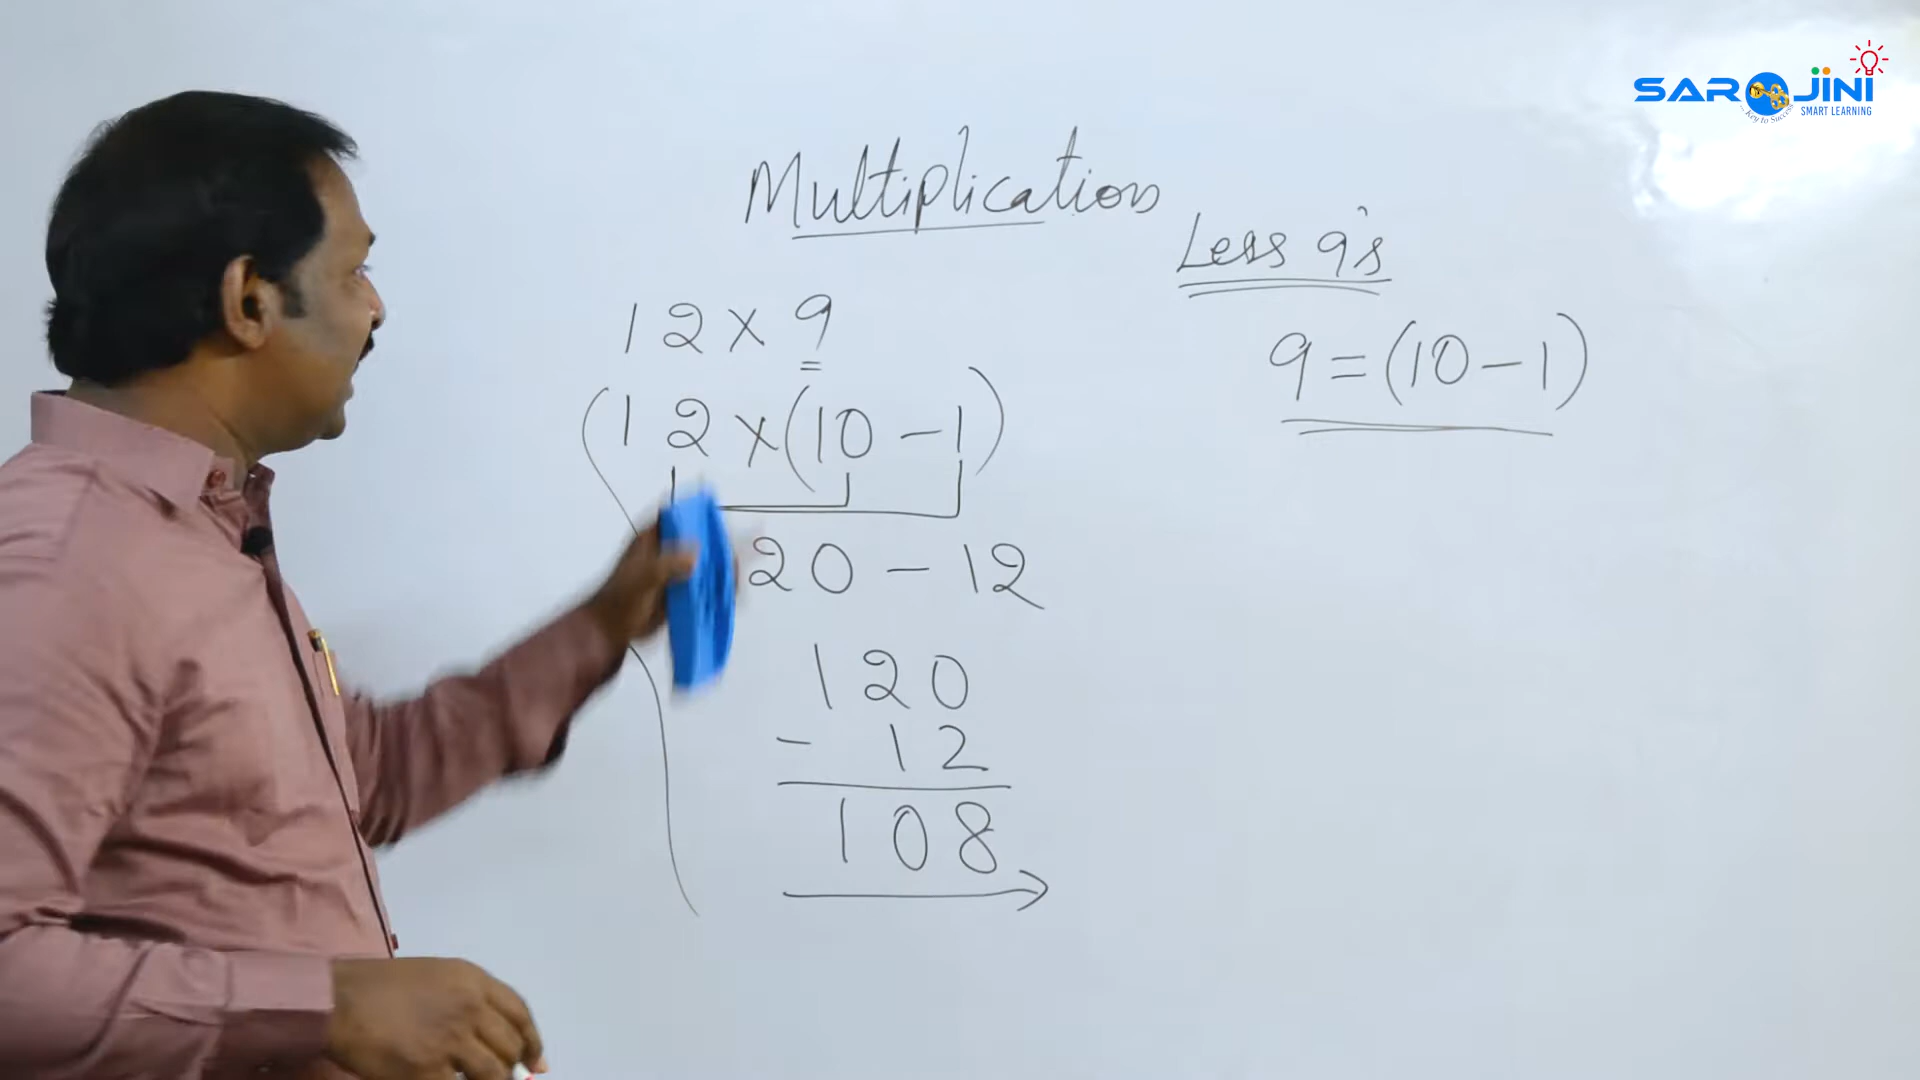 SAROJINI
Key to Success
SMART LEARNING
Multiplication
Less 9's
12 x 9
9 = (10 - 1)
(12 x (10 - 1)
20 - 12
120
- 12
108